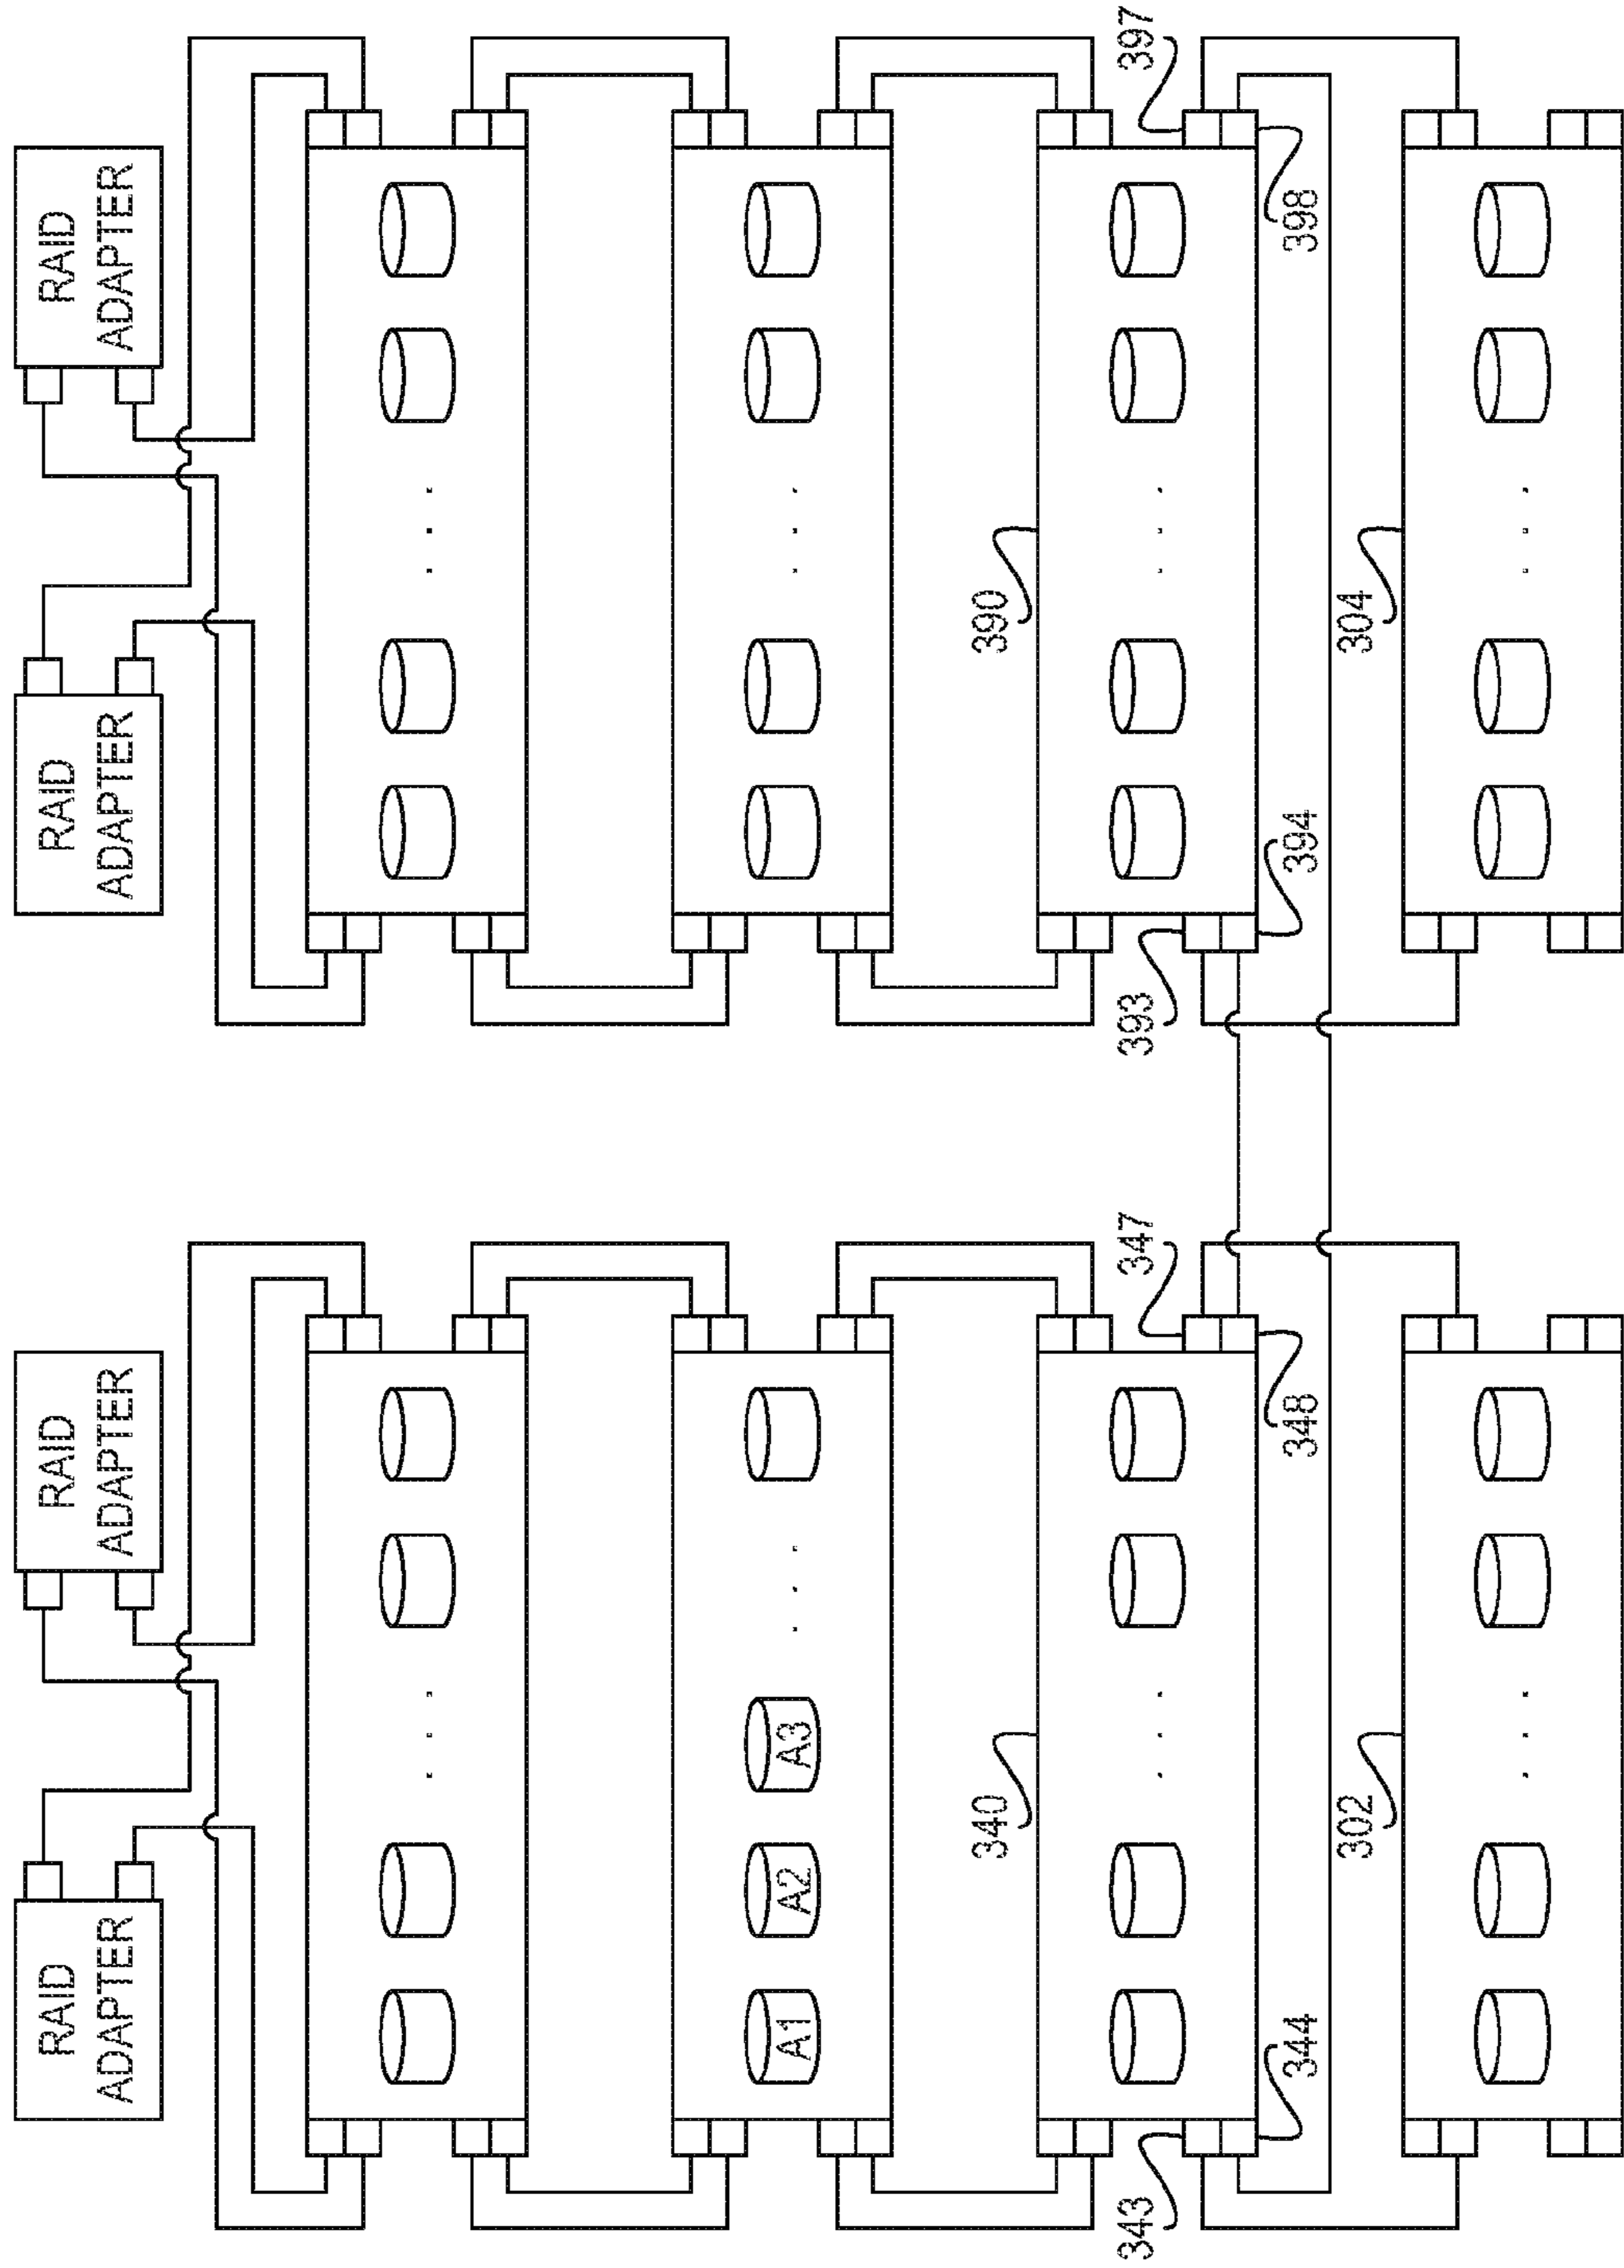 RAID
ADAPTER
RAID
ADAPTER
RAID
ADAPTER
RAID
ADAPTER
A1
A2
A3
340
390
343
347
393
397
344
348
394
398
302
304